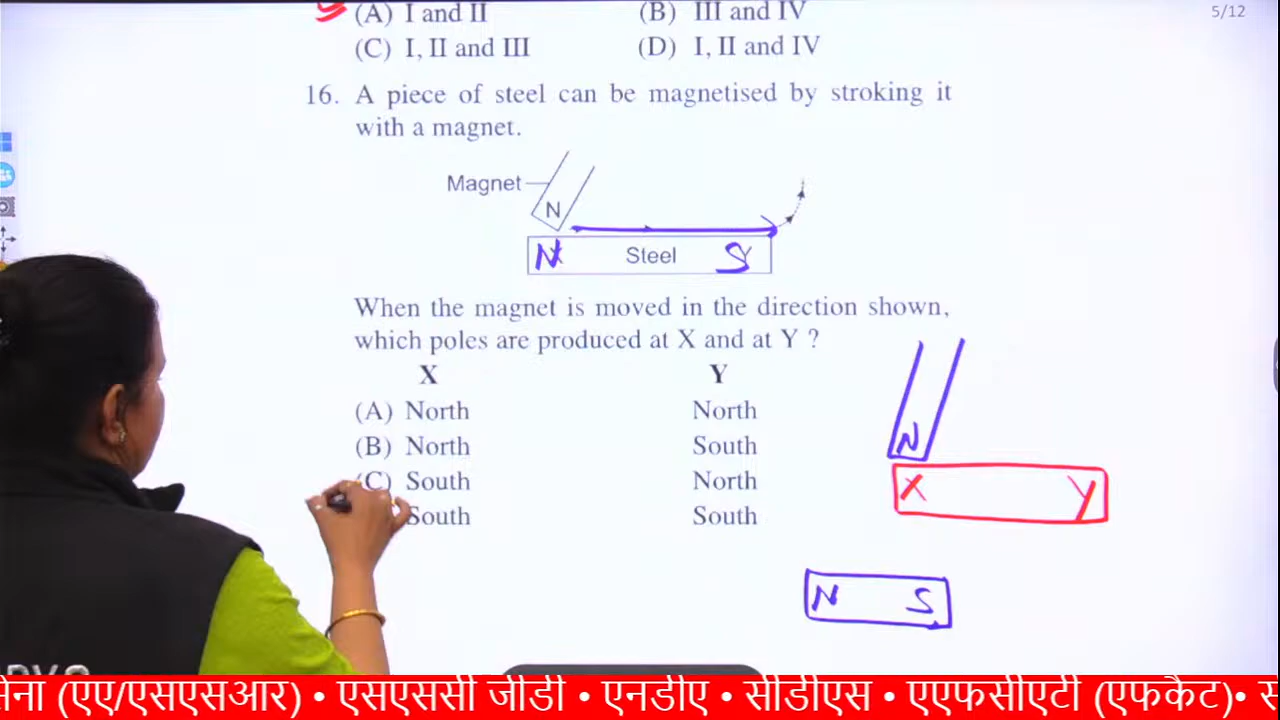 5/12
(A) I and II (B) III and IV
(C) I, II and III (D) I, II and IV
16. A piece of steel can be magnetised by stroking it
with a magnet.
Magnet
N
N X Steel S Y
When the magnet is moved in the direction shown,
which poles are produced at X and at Y ?
X Y
(A) North North
(B) North South
(C) South North
South South
N
X Y
N S
सेना (एए/एसएसआर) • एसएससी जीडी • एनडीए • सीडीएस • एएफसीएटी (एफकैट)•